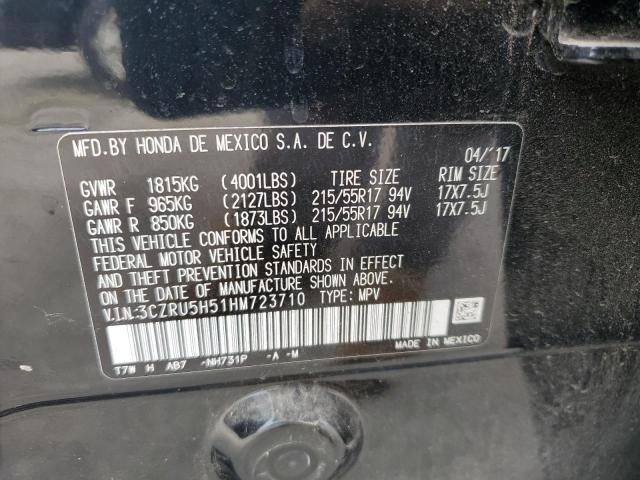 MFD.BY HONDA DE MEXICO S.A. DE C.V. 04/'17
GVWR 1815KG (4001LBS) TIRE SIZE RIM SIZE
GAWR F 965KG (2127LBS) 215/55R17 94V 17X7.5J
GAWR R 850KG (1873LBS) 215/55R17 94V 17X7.5J
THIS VEHICLE CONFORMS TO ALL APPLICABLE
FEDERAL MOTOR VEHICLE SAFETY
AND THEFT PREVENTION STANDARDS IN EFFECT
ON THE DATE OF MANUFACTURE SHOWN ABOVE.
V.I.N.:3CZRU5H51HM723710 TYPE: MPV
T7W H AB7 -NH731P -A -M
MADE IN MEXICO